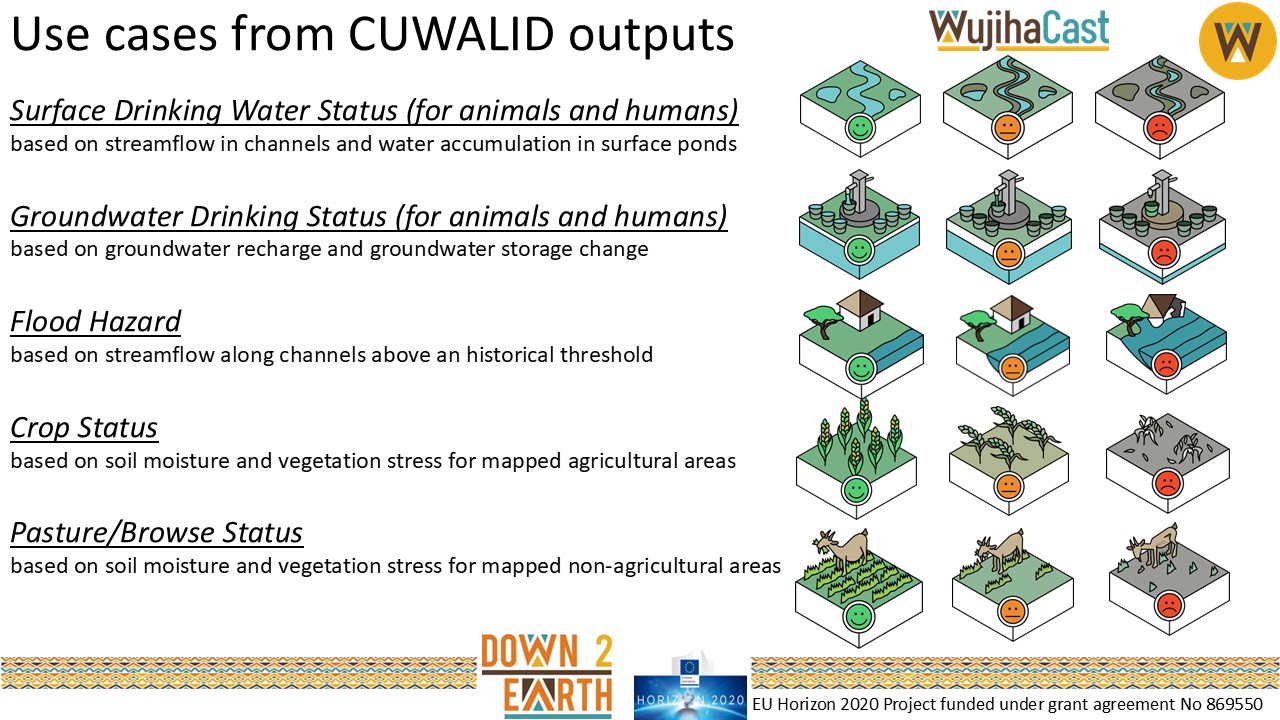 Use cases from CUWALID outputs
WujihaCast
W
Surface Drinking Water Status (for animals and humans)
based on streamflow in channels and water accumulation in surface ponds
Groundwater Drinking Status (for animals and humans)
based on groundwater recharge and groundwater storage change
Flood Hazard
based on streamflow along channels above an historical threshold
Crop Status
based on soil moisture and vegetation stress for mapped agricultural areas
Pasture/Browse Status
based on soil moisture and vegetation stress for mapped non-agricultural areas
DOWN 2
EARTH
HORIZON 2020
EU Horizon 2020 Project funded under grant agreement No 869550